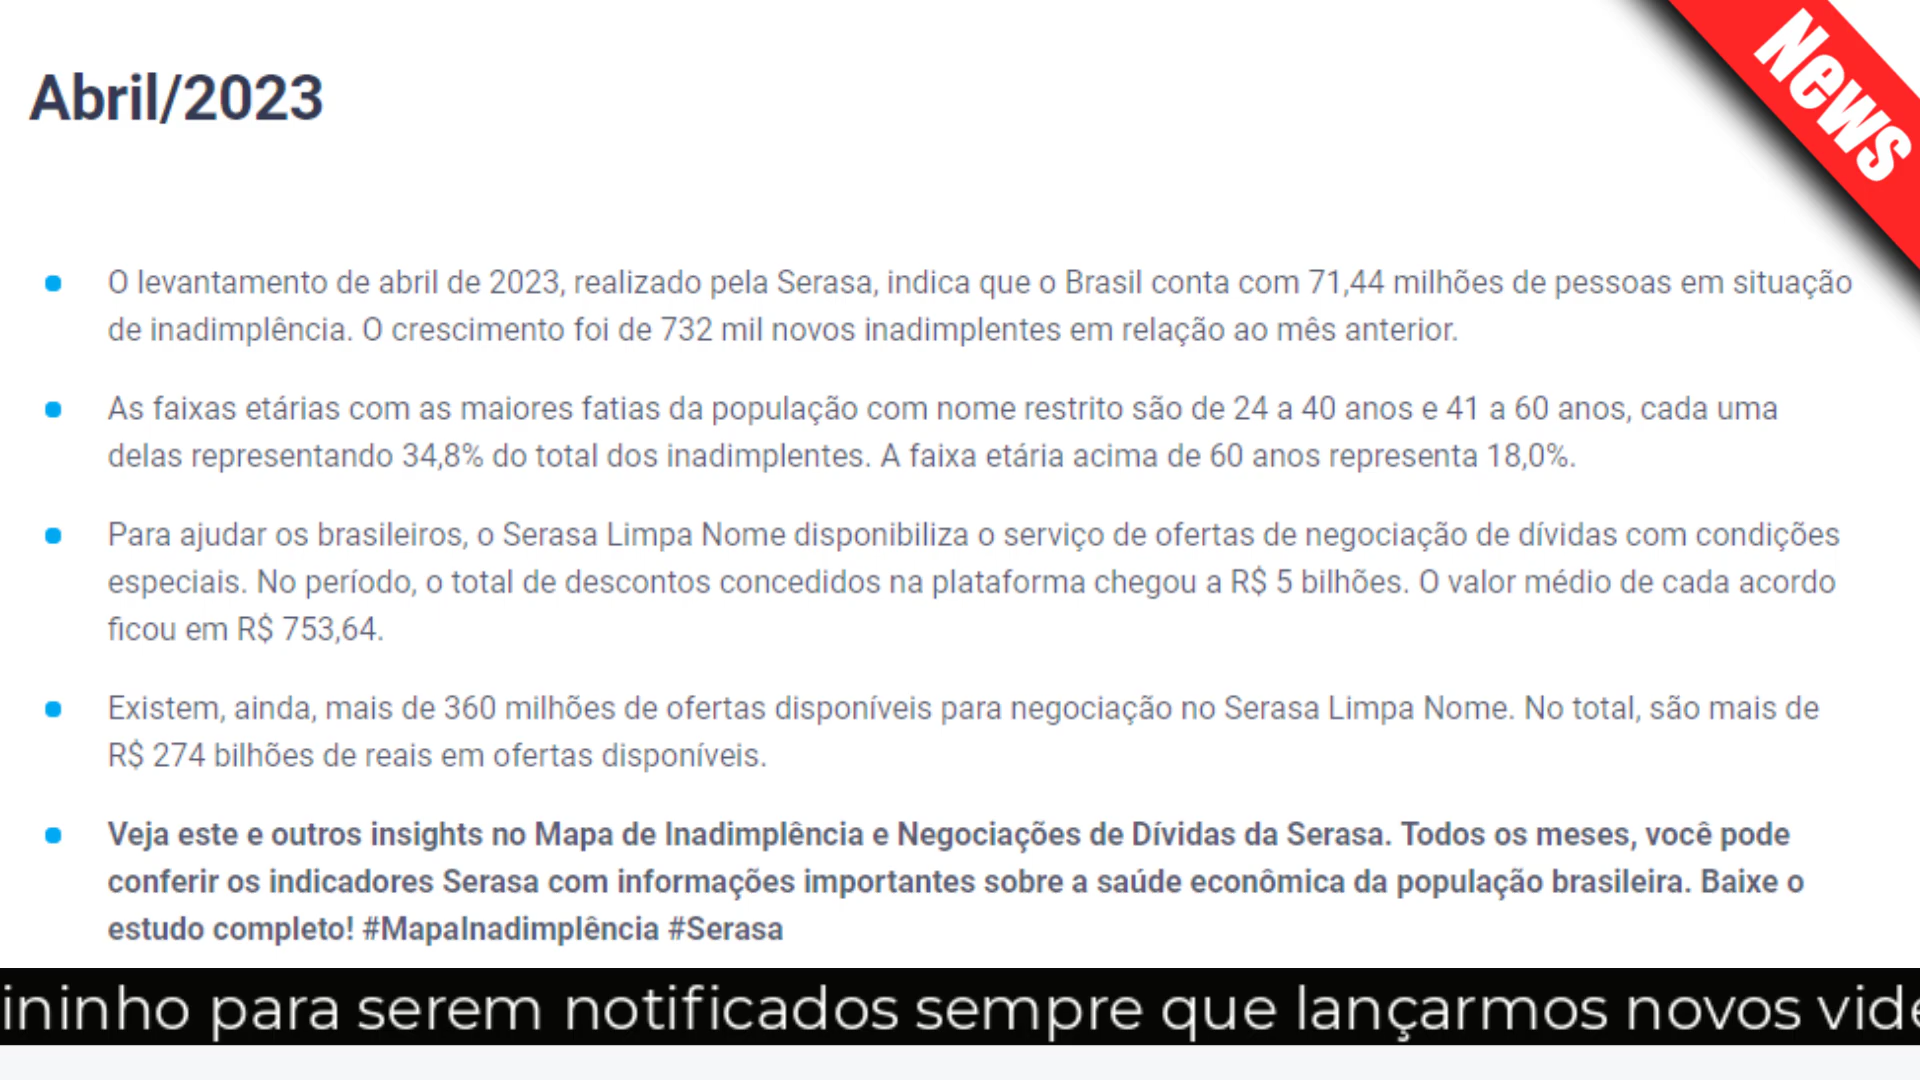 Abril/2023
News
O levantamento de abril de 2023, realizado pela Serasa, indica que o Brasil conta com 71,44 milhões de pessoas em situação
de inadimplência. O crescimento foi de 732 mil novos inadimplentes em relação ao mês anterior.
As faixas etárias com as maiores fatias da população com nome restrito são de 24 a 40 anos e 41 a 60 anos, cada uma
delas representando 34,8% do total dos inadimplentes. A faixa etária acima de 60 anos representa 18,0%.
Para ajudar os brasileiros, o Serasa Limpa Nome disponibiliza o serviço de ofertas de negociação de dívidas com condições
especiais. No período, o total de descontos concedidos na plataforma chegou a R$ 5 bilhões. O valor médio de cada acordo
ficou em R$ 753,64.
Existem, ainda, mais de 360 milhões de ofertas disponíveis para negociação no Serasa Limpa Nome. No total, são mais de
R$ 274 bilhões de reais em ofertas disponíveis.
Veja este e outros insights no Mapa de Inadimplência e Negociações de Dívidas da Serasa. Todos os meses, você pode
conferir os indicadores Serasa com informações importantes sobre a saúde econômica da população brasileira. Baixe o
estudo completo! #MapaInadimplência #Serasa
ininho para serem notificados sempre que lançarmos novos vide